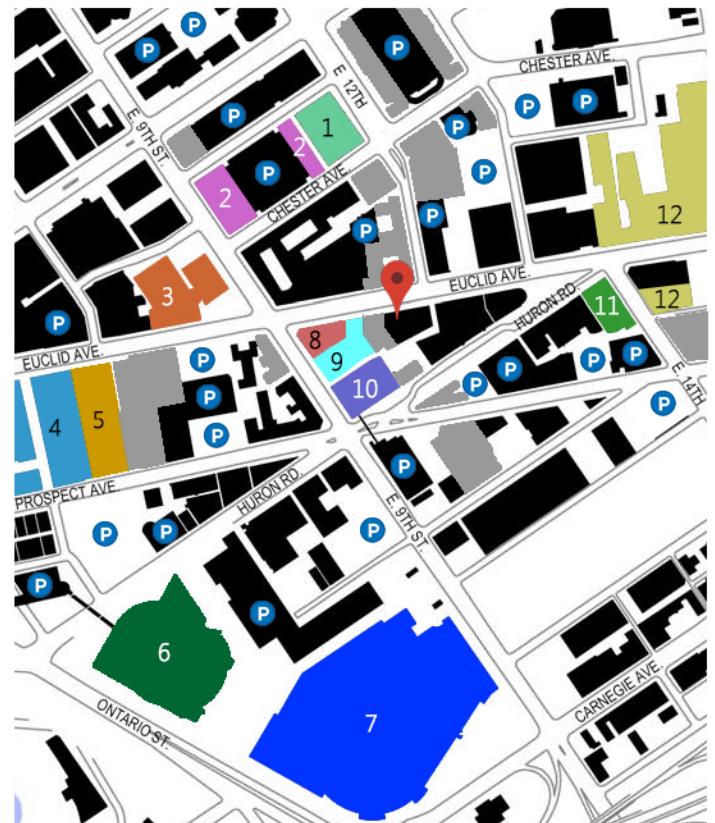 P
P
P
CHESTER AVE.
E. 12TH
P
P
P
1
E. 9TH ST.
2
P
P
2
12
CHESTER AVE.
P
P
EUCLID AVE.
3
12
HURON RD.
11
P
8
EUCLID AVE.
P
9
P
P
P
10
P
E. 14TH
P
4
5
P
P
P
PROSPECT AVE.
HURON RD.
E. 9TH ST.
P
P
P
P
P
6
CARNEGIE AVE.
ONTARIO ST.
7